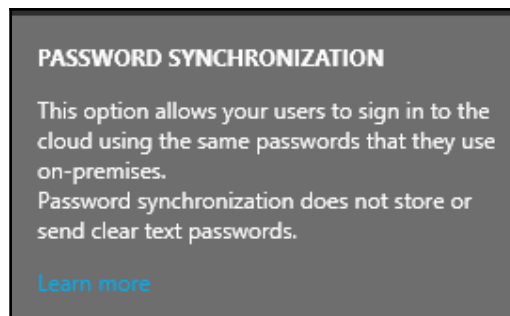 PASSWORD SYNCHRONIZATION
This option allows your users to sign in to the
cloud using the same passwords that they use
on-premises.
Password synchronization does not store or
send clear text passwords.
Learn more